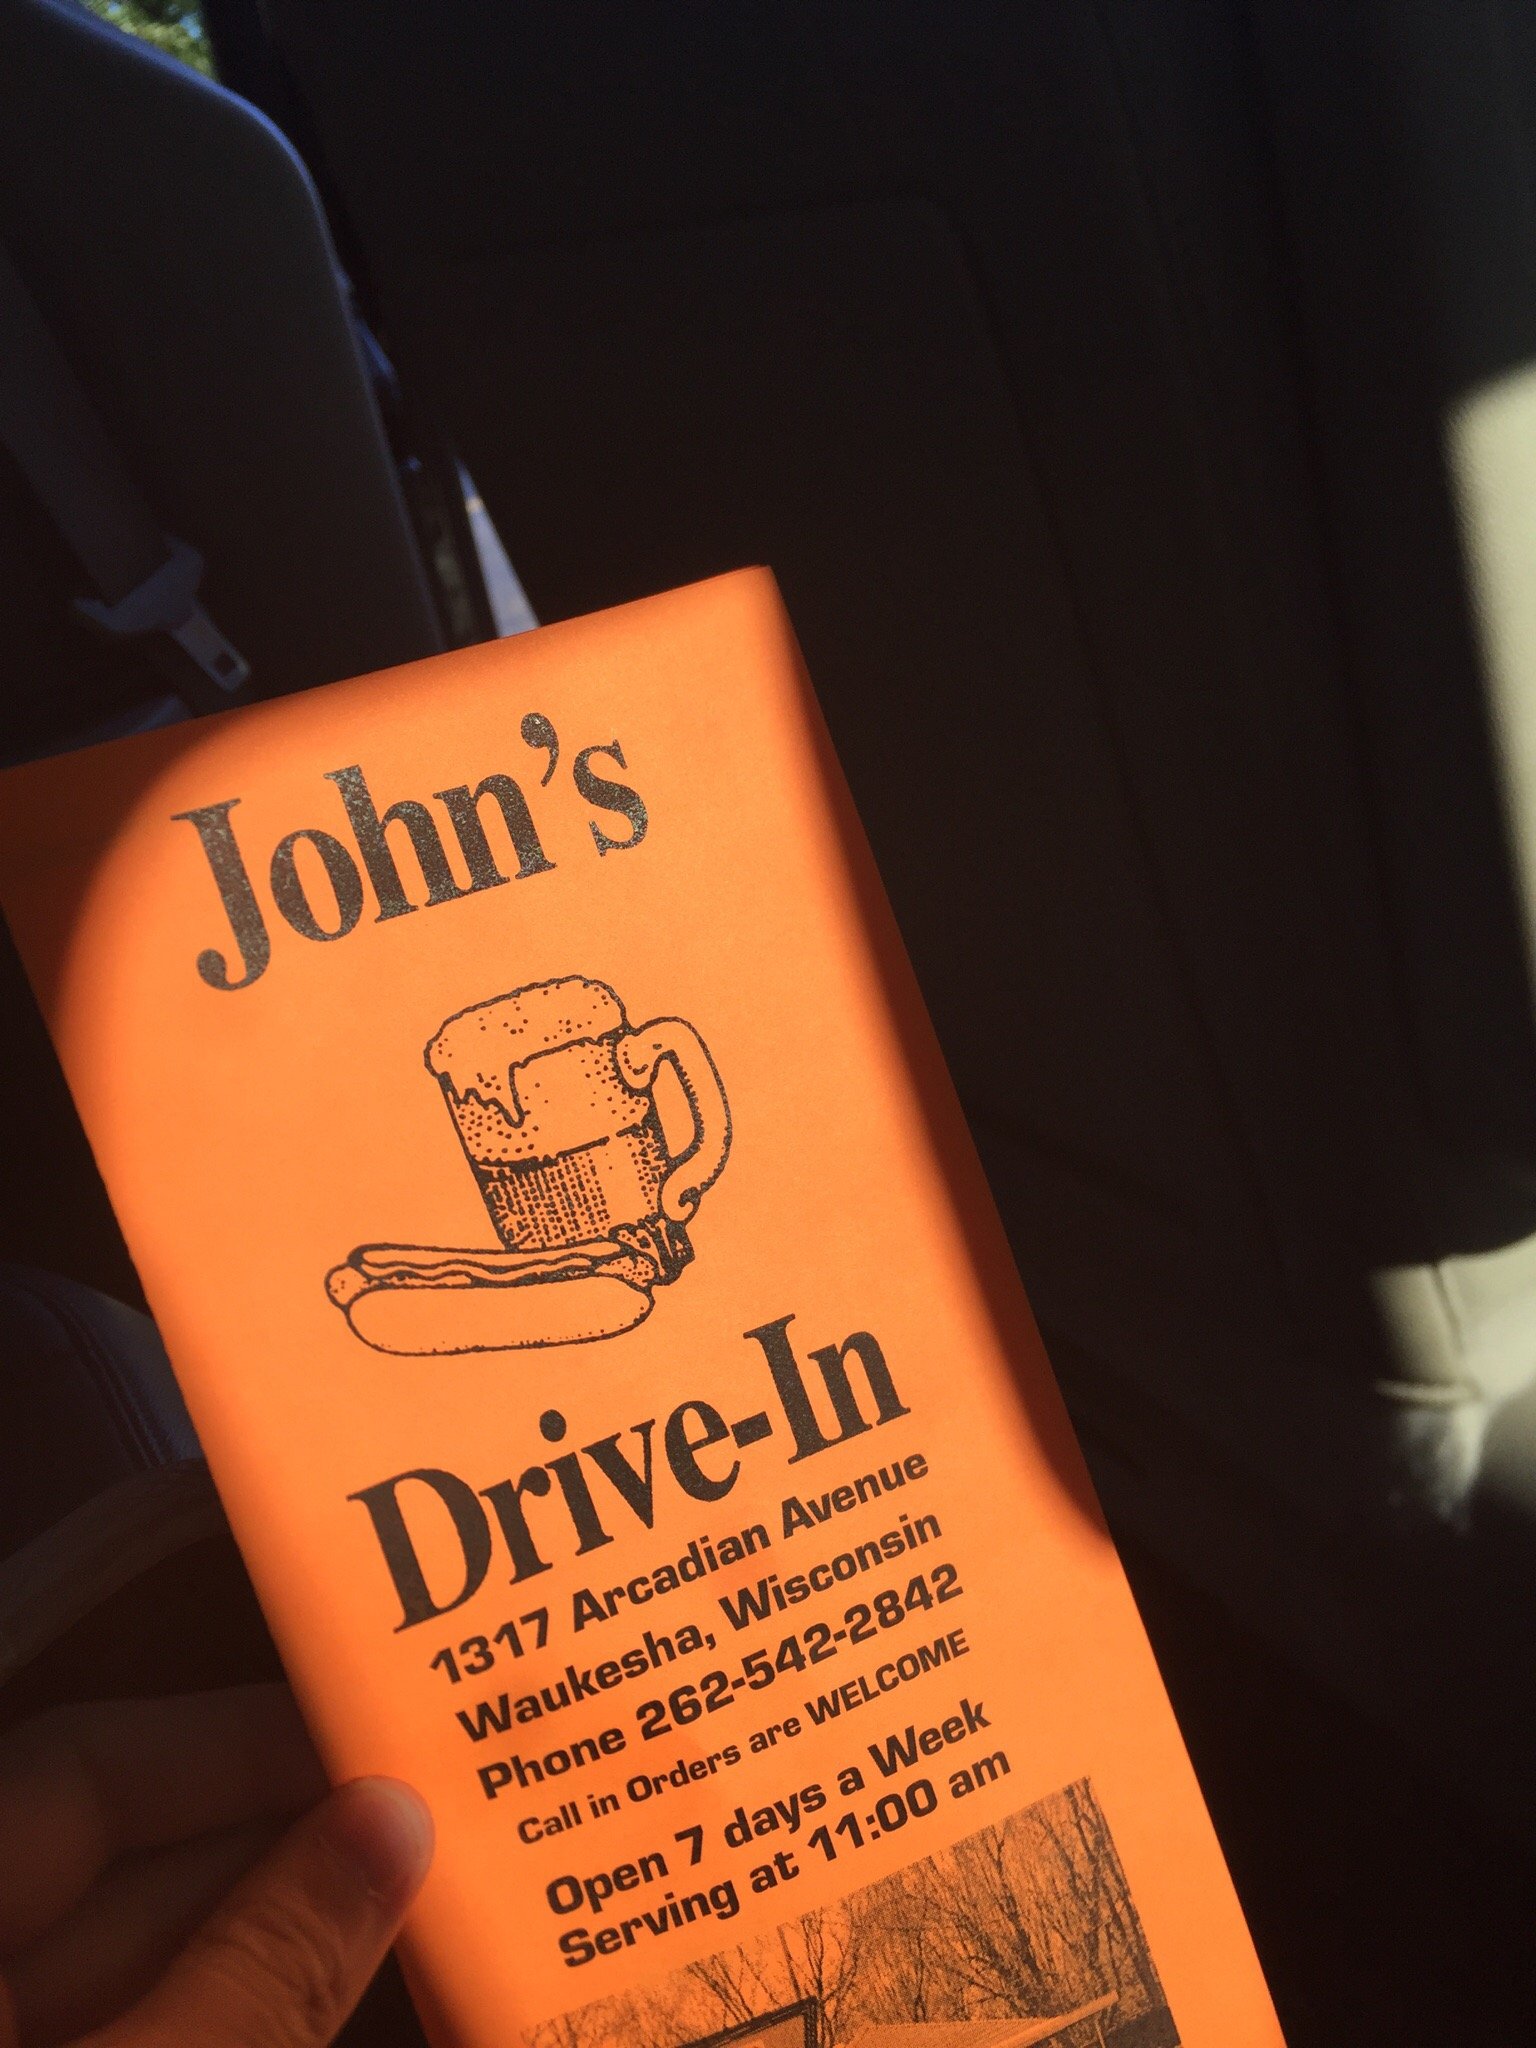 John's
Drive-In
1317 Arcadian Avenue
Waukesha, Wisconsin
Phone 262-542-2842
Call in Orders are WELCOME
Open 7 days a Week
Serving at 11:00 am